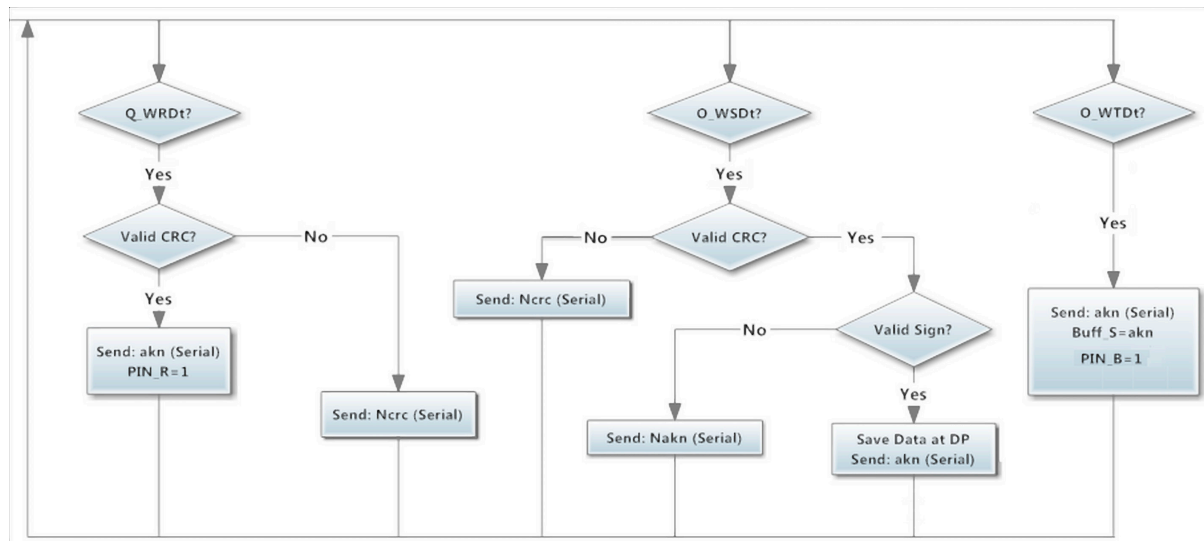 Q_WRDt?
O_WSDt?
O_WTDt?
Yes
Yes
Yes
Valid CRC?
No
No
Valid CRC?
Yes
Yes
Send: akn (Serial)
PIN_R=1
Send: Ncrc (Serial)
Send: Ncrc (Serial)
No
Valid Sign?
Yes
Send: Nakn (Serial)
Save Data at DP
Send: akn (Serial)
Send: akn (Serial)
Buff_S=akn
PIN_B=1